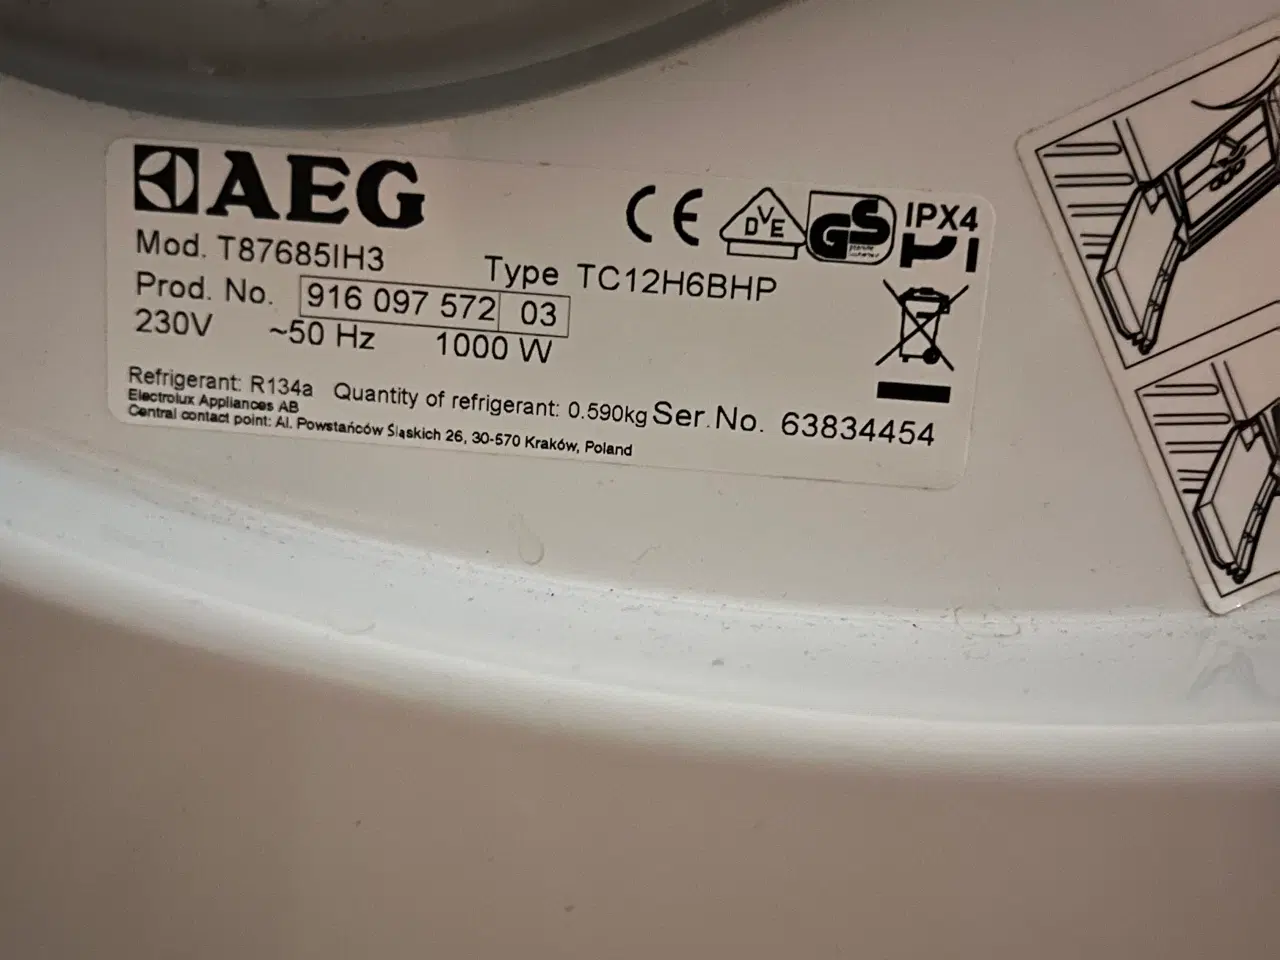 AEG
CE DVE GS IPX4
Mod. T87685IH3
Type TC12H6BHP
Prod. No. 916 097 572 03
230V ~50 Hz 1000 W
Refrigerant: R134a Quantity of refrigerant: 0.590kg Ser.No. 63834454
Electrolux Appliances AB
Central contact point: Al. Powstańców Śląskich 26, 30-570 Kraków, Poland